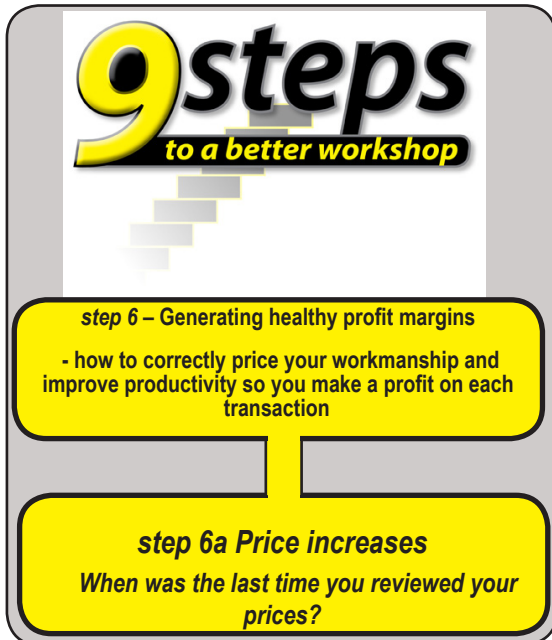 9steps
to a better workshop
step 6 – Generating healthy profit margins
- how to correctly price your workmanship and
improve productivity so you make a profit on each
transaction
step 6a Price increases
When was the last time you reviewed your
prices?